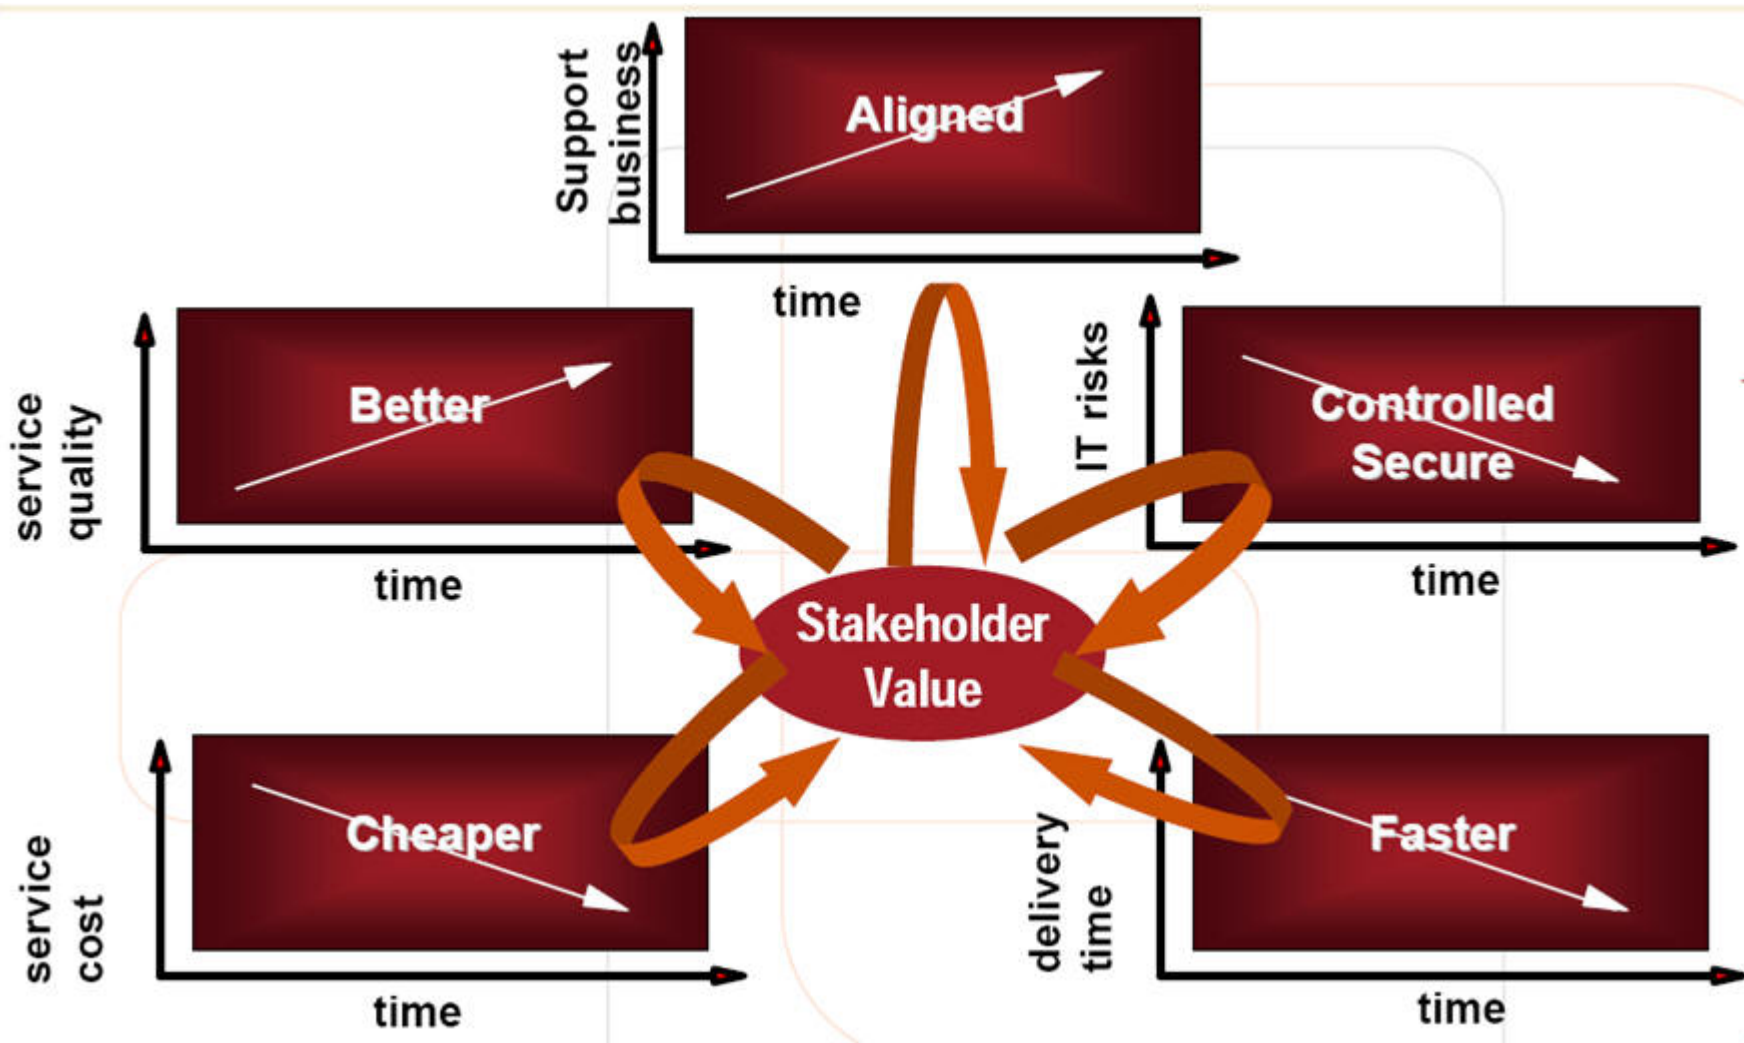 Support
business
Aligned
time
service
quality
Better
time
IT risks
Controlled
Secure
time
Stakeholder
Value
service
cost
Cheaper
time
delivery
time
Faster
time